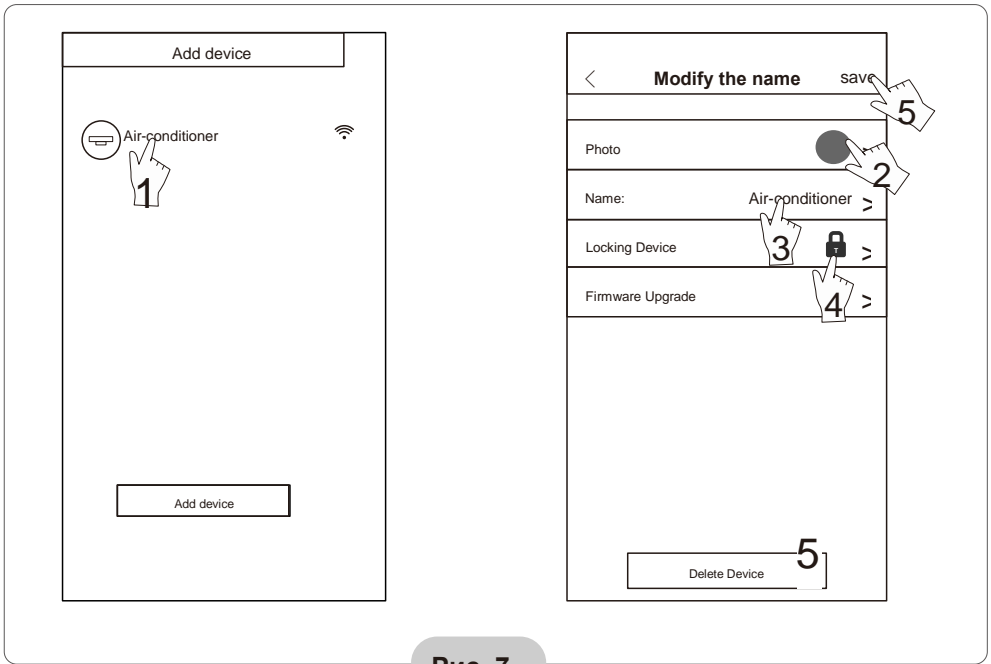 Add device
Air-conditioner
1
Add device
< Modify the name save
5
Photo
2
Name: Air-conditioner >
3
Locking Device
T
>
4
Firmware Upgrade >
5
Delete Device
Рис. 7